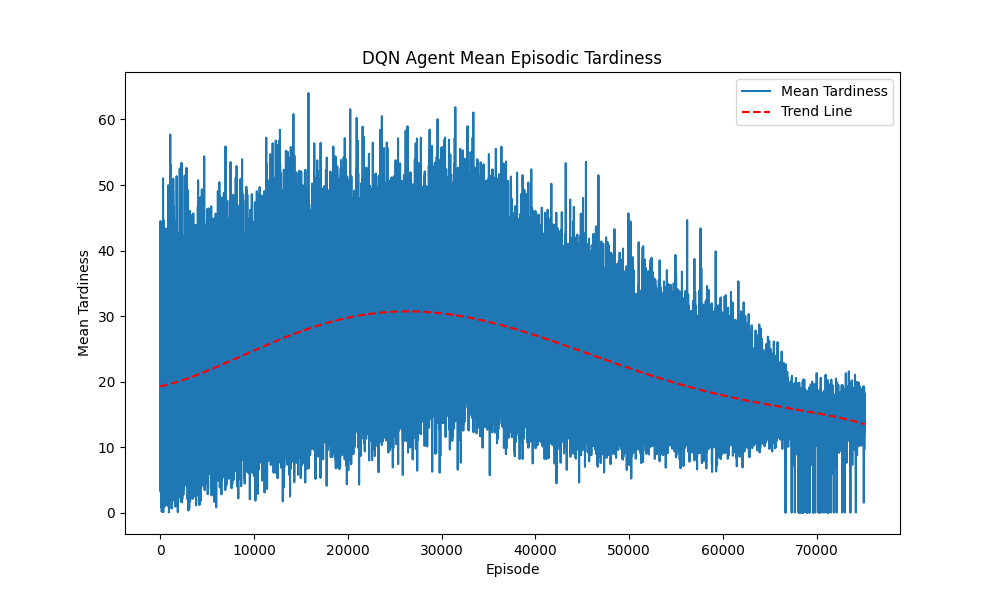 DQN Agent Mean Episodic Tardiness
Mean Tardiness
Trend Line
Mean Tardiness
60
50
40
30
20
10
0
0 10000 20000 30000 40000 50000 60000 70000
Episode